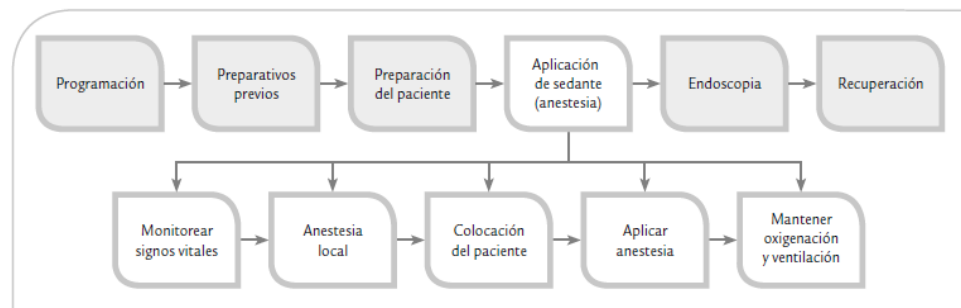 Programación
Preparativos
previos
Preparación
del paciente
Aplicación
de sedante
(anestesia)
Endoscopia
Recuperación
Monitorear
signos vitales
Anestesia
local
Colocación
del paciente
Aplicar
anestesia
Mantener
oxigenación
y ventilación